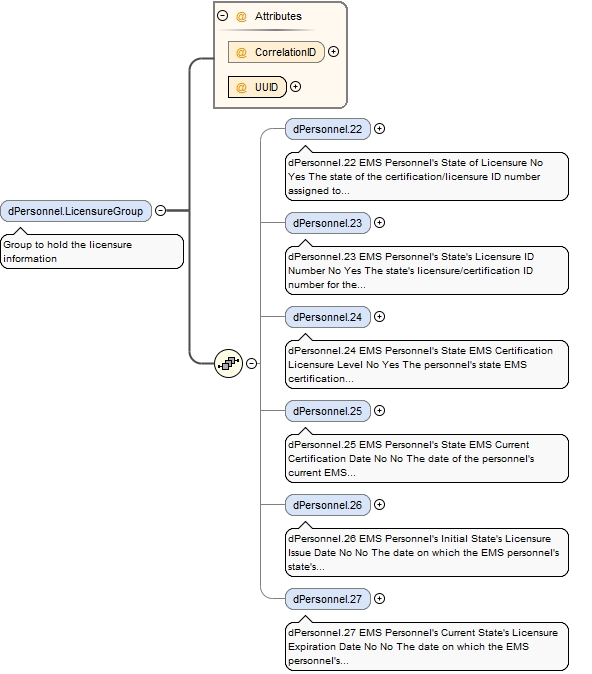 @ Attributes
@ CorrelationID
@ UUID
dPersonnel.22
dPersonnel.22 EMS Personnel's State of Licensure No
Yes The state of the certification/licensure ID number
assigned to...
dPersonnel.LicensureGroup
Group to hold the licensure
information
dPersonnel.23
dPersonnel.23 EMS Personnel's State's Licensure ID
Number No Yes The state's licensure/certification ID
number for the...
dPersonnel.24
dPersonnel.24 EMS Personnel's State EMS Certification
Licensure Level No Yes The personnel's state EMS
certification...
dPersonnel.25
dPersonnel.25 EMS Personnel's State EMS Current
Certification Date No No The date of the personnel's
current EMS...
dPersonnel.26
dPersonnel.26 EMS Personnel's Initial State's Licensure
Issue Date No No The date on which the EMS personnel's
state's...
dPersonnel.27
dPersonnel.27 EMS Personnel's Current State's Licensure
Expiration Date No No The date on which the EMS
personnel's...